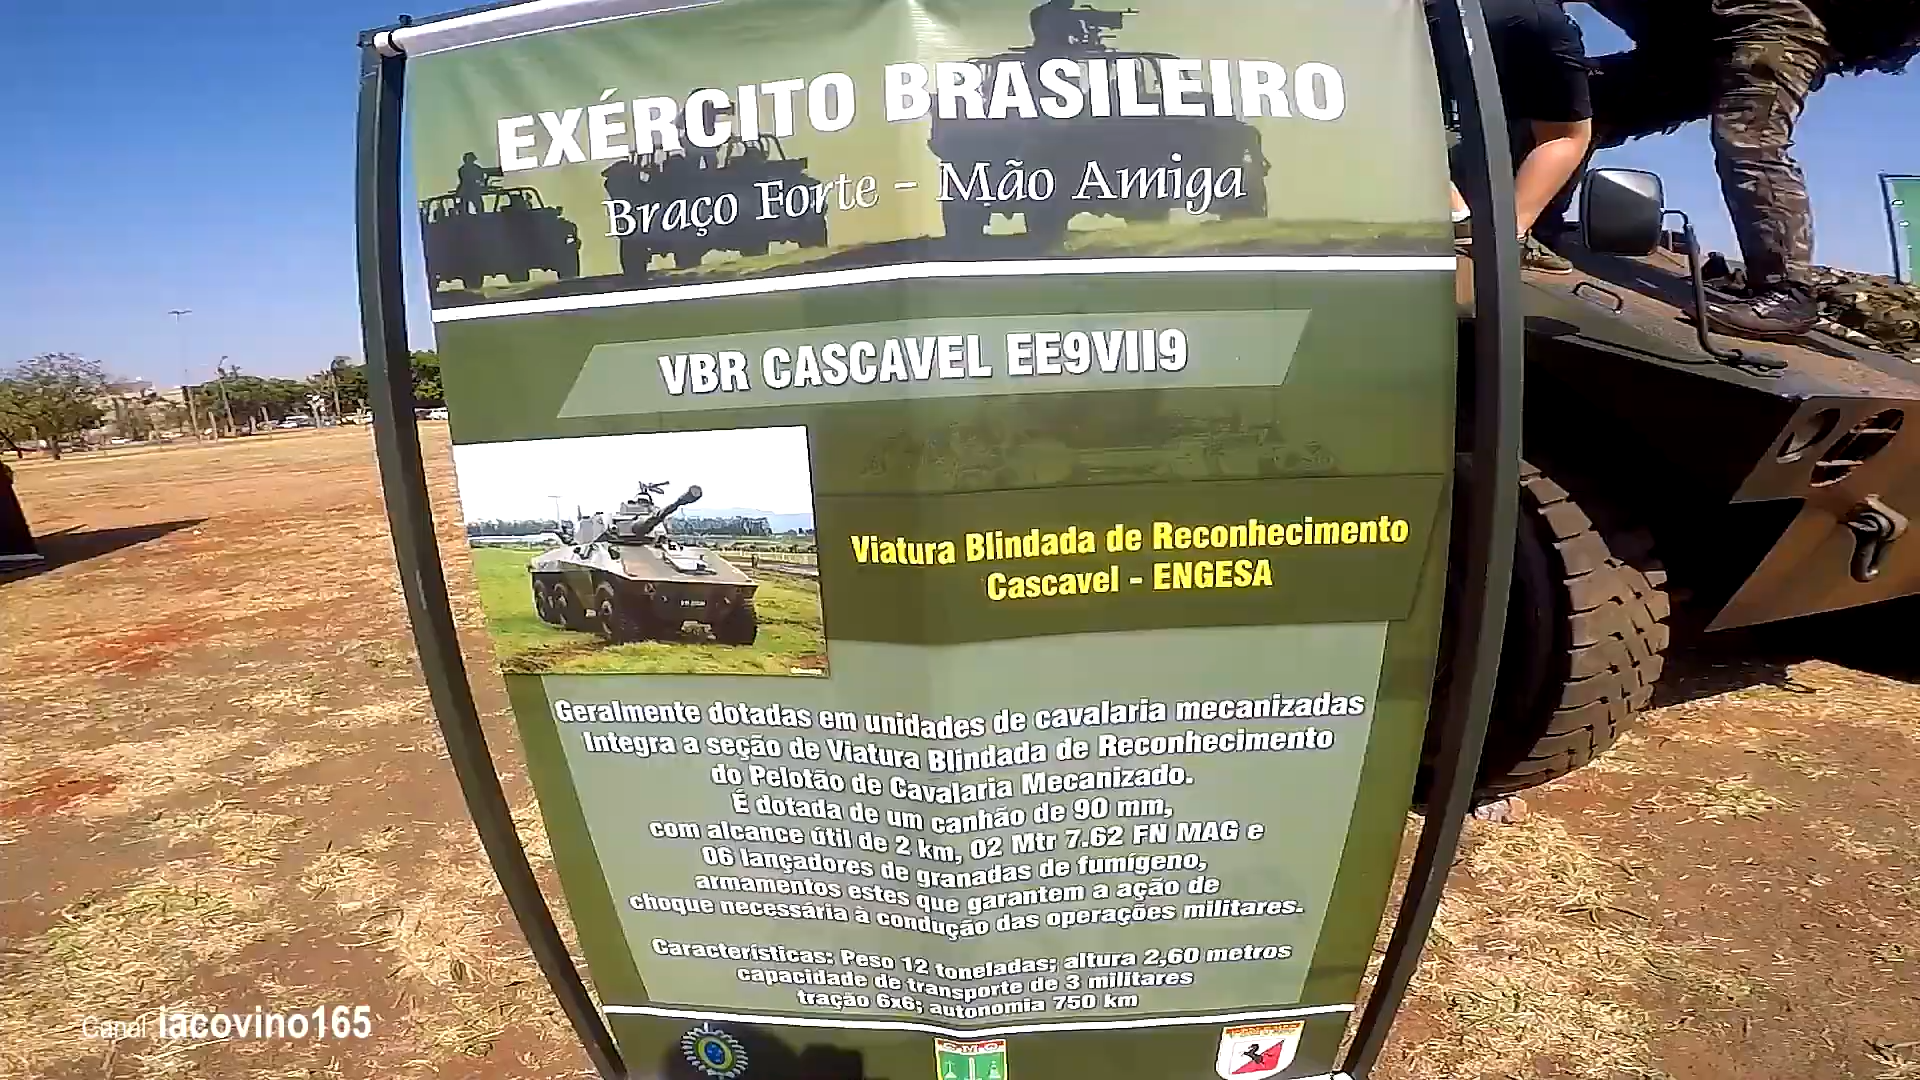 EXÉRCITO BRASILEIRO
Braço Forte - Mão Amiga
VBR CASCAVEL EE9VII9
Viatura Blindada de Reconhecimento
Cascavel - ENGESA
Geralmente dotadas em unidades de cavalaria mecanizadas
Integra a seção de Viatura Blindada de Reconhecimento
do Pelotão de Cavalaria Mecanizado.
É dotada de um canhão de 90 mm,
com alcance útil de 2 km, 02 Mtr 7.62 FN MAG e
06 lançadores de granadas de fumígeno,
armamentos estes que garantem a ação de
choque necessária à condução das operações militares.
Características: Peso 12 toneladas; altura 2,60 metros
capacidade de transporte de 3 militares
tração 6x6; autonomia 750 km
C.M.O
Canal Iacovino165